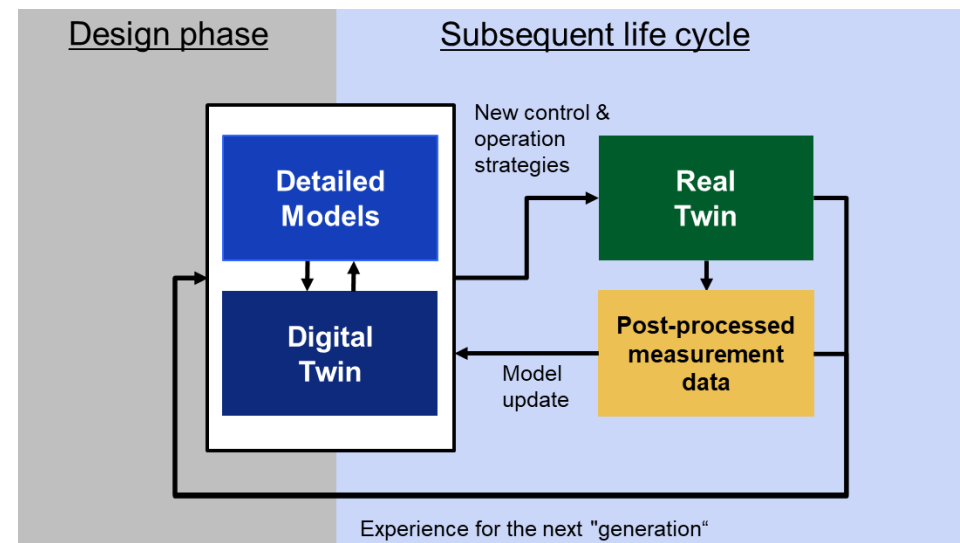 Design phase
Subsequent life cycle
New control &
operation
strategies
Detailed
Models
Real
Twin
Digital
Twin
Post-processed
measurement
data
Model
update
Experience for the next "generation“